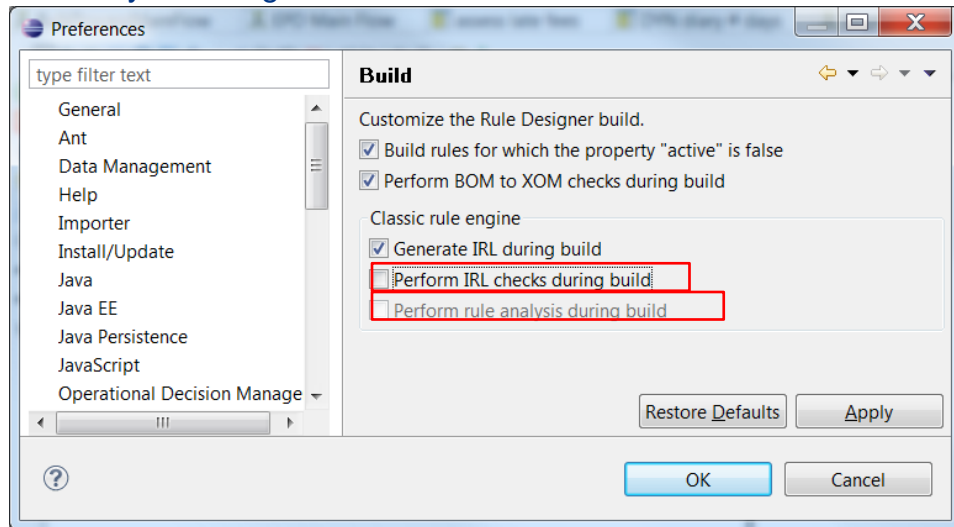 Preferences
type filter text
General
Ant
Data Management
Help
Importer
Install/Update
Java
Java EE
Java Persistence
JavaScript
Operational Decision Manage
Build
Customize the Rule Designer build.
Build rules for which the property "active" is false
Perform BOM to XOM checks during build
Classic rule engine
Generate IRL during build
Perform IRL checks during build
Perform rule analysis during build
Restore Defaults
Apply
OK
Cancel